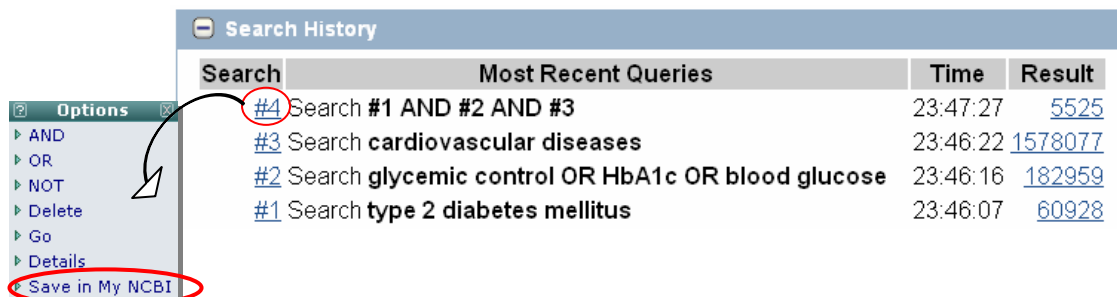 Search History
Search Most Recent Queries Time Result
#4 Search #1 AND #2 AND #3 23:47:27 5525
#3 Search cardiovascular diseases 23:46:22 1578077
#2 Search glycemic control OR HbA1c OR blood glucose 23:46:16 182959
#1 Search type 2 diabetes mellitus 23:46:07 60928
? Options x
AND
OR
NOT
Delete
Go
Details
Save in My NCBI